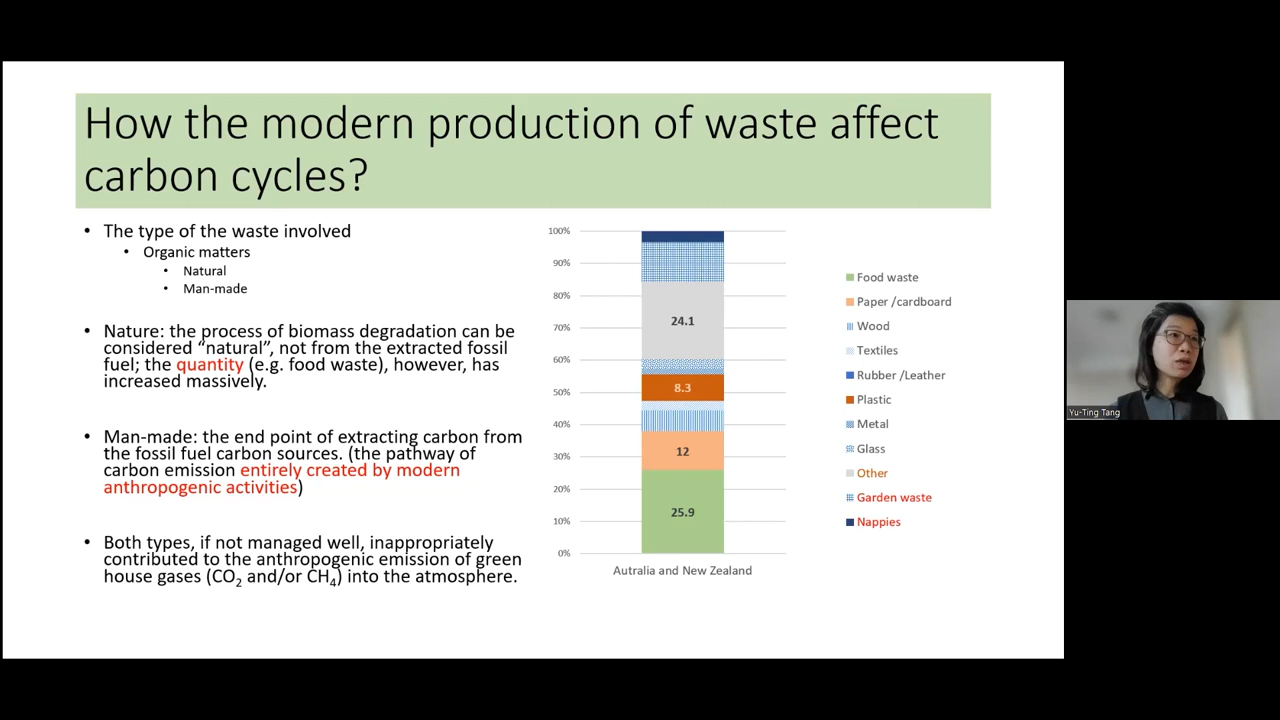 How the modern production of waste affect
carbon cycles?
• The type of the waste involved
• Organic matters
• Natural
• Man-made
• Nature: the process of biomass degradation can be
considered “natural”, not from the extracted fossil
fuel; the quantity (e.g. food waste), however, has
increased massively.
• Man-made: the end point of extracting carbon from
the fossil fuel carbon sources. (the pathway of
carbon emission entirely created by modern
anthropogenic activities)
• Both types, if not managed well, inappropriately
contributed to the anthropogenic emission of green
house gases (CO₂ and/or CH₄) into the atmosphere.
100%
90%
80%
70%
60%
50%
40%
30%
20%
10%
0%
24.1
8.3
12
25.9
Autralia and New Zealand
Food waste
Paper /cardboard
Wood
Textiles
Rubber /Leather
Plastic
Metal
Glass
Other
Garden waste
Nappies
Yu-Ting Tang